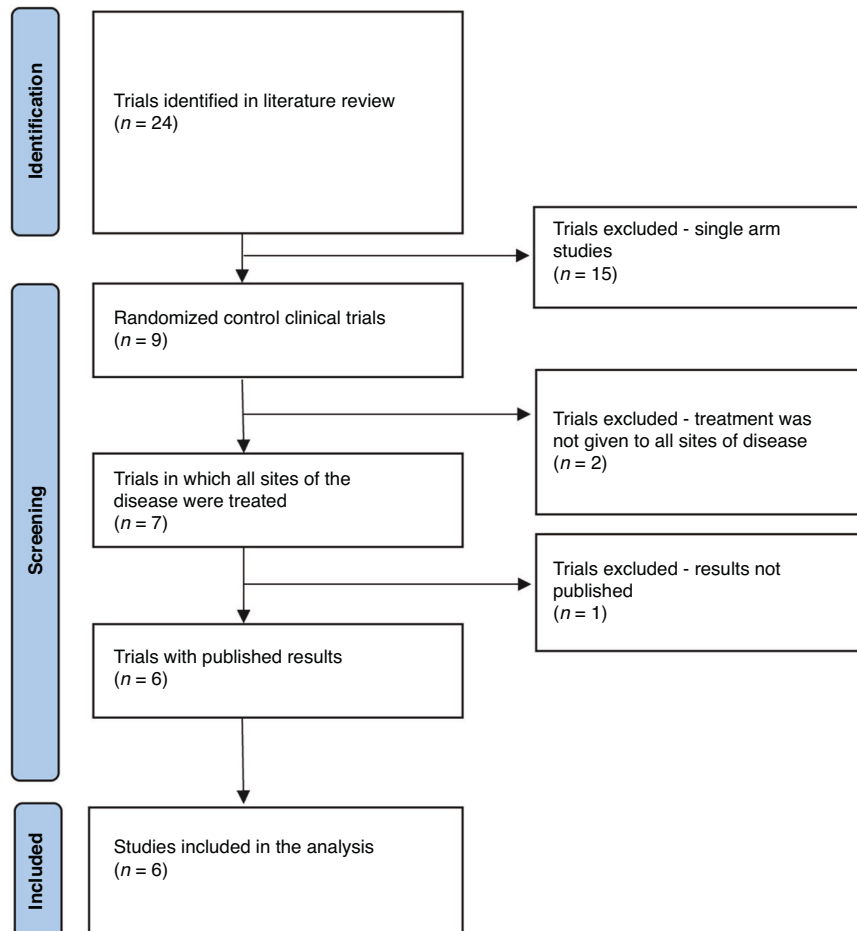 Identification
Trials identified in literature review
(n = 24)
Trials excluded - single arm
studies
(n = 15)
Screening
Randomized control clinical trials
(n = 9)
Trials excluded - treatment was
not given to all sites of disease
(n = 2)
Trials in which all sites of the
disease were treated
(n = 7)
Trials excluded - results not
published
(n = 1)
Trials with published results
(n = 6)
Included
Studies included in the analysis
(n = 6)